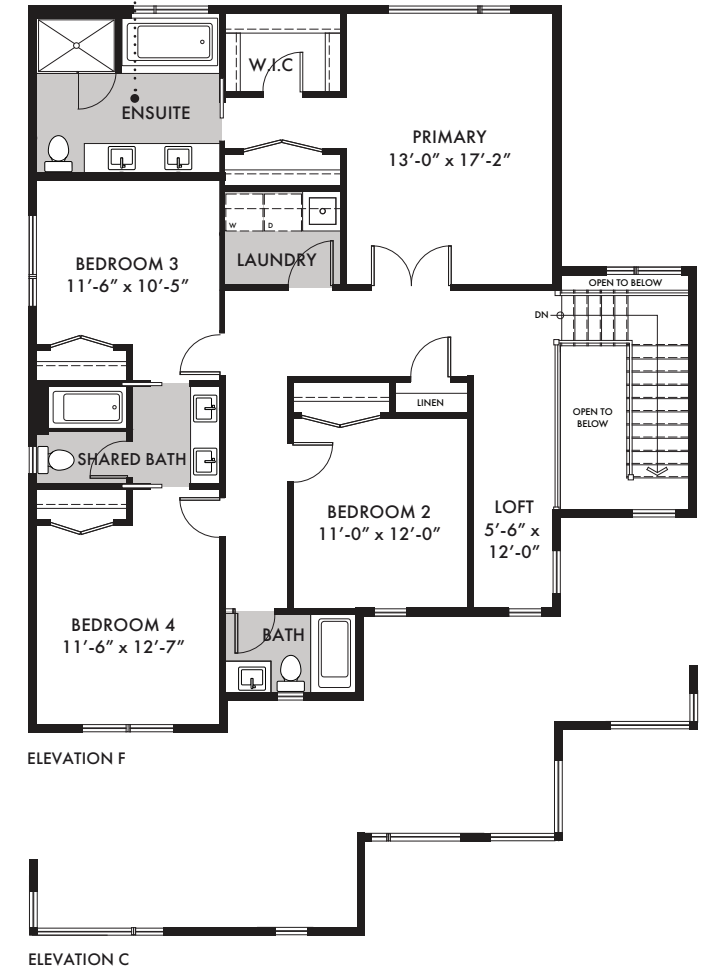 W.I.C
ENSUITE
PRIMARY
13'-0" x 17'-2"
W
D
LAUNDRY
BEDROOM 3
11'-6" x 10'-5"
OPEN TO BELOW
DN
LINEN
OPEN TO
BELOW
SHARED BATH
BEDROOM 2
11'-0" x 12'-0"
LOFT
5'-6" x
12'-0"
BEDROOM 4
11'-6" x 12'-7"
BATH
ELEVATION F
ELEVATION C